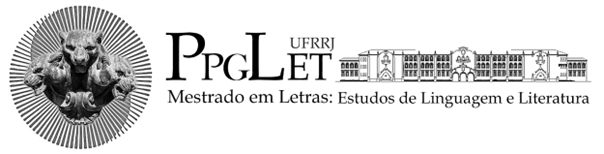 UFRRJ
PPGLET
Mestrado em Letras: Estudos de Linguagem e Literatura